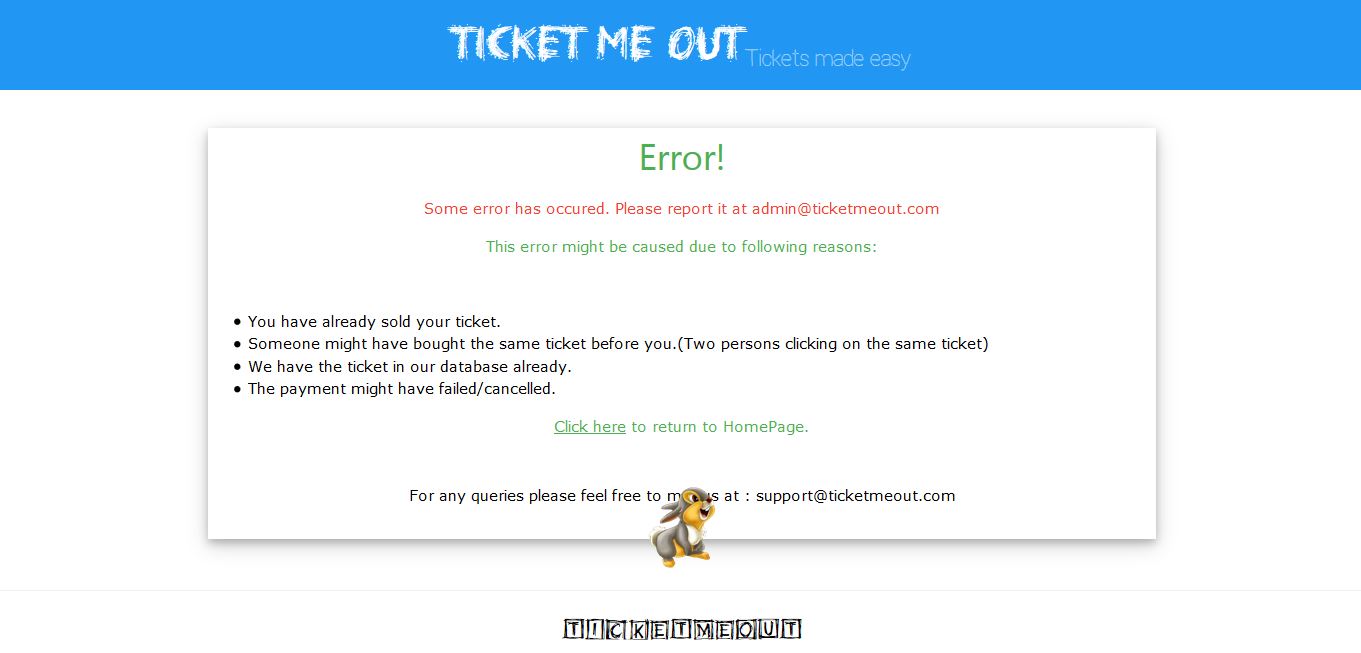 TICKET ME OUT Tickets made easy
Error!
Some error has occured. Please report it at admin@ticketmeout.com
This error might be caused due to following reasons:
• You have already sold your ticket.
• Someone might have bought the same ticket before you.(Two persons clicking on the same ticket)
• We have the ticket in our database already.
• The payment might have failed/cancelled.
Click here to return to HomePage.
For any queries please feel free to us at : support@ticketmeout.com
TICKETMEOUT